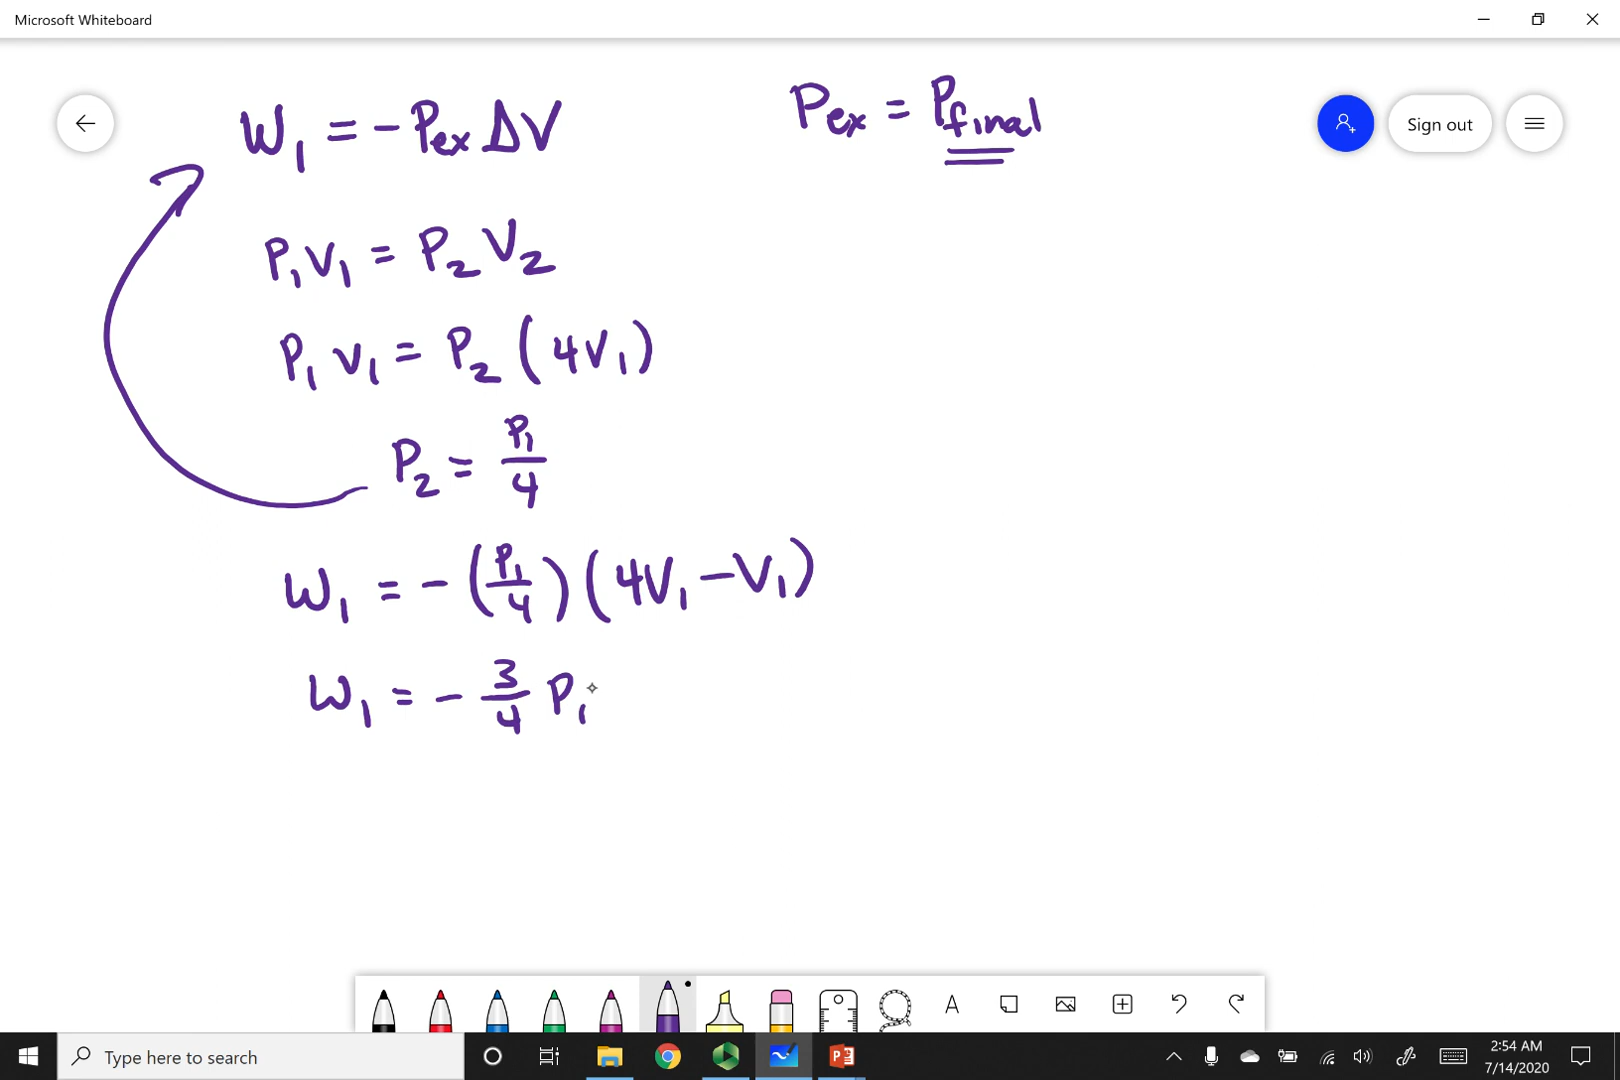 Microsoft Whiteboard
W₁ = - Pex ΔV
Pex = Pfinal
Sign out
P₁V₁ = P₂V₂
P₁V₁ = P₂ (4V₁)
P₂ = P₁/4
W₁ = - (P₁/4) (4V₁ - V₁)
W₁ = - 3/4 P₁
A
Type here to search
2:54 AM
7/14/2020